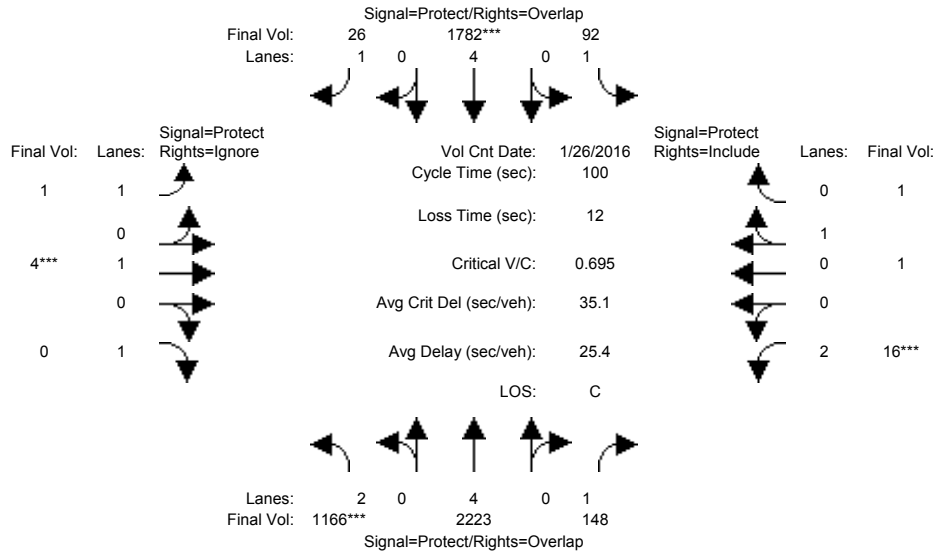 Signal=Protect/Rights=Overlap
Final Vol: 26 1782*** 92
Lanes: 1 0 4 0 1
Signal=Protect
Final Vol: Lanes: Rights=Ignore
Vol Cnt Date: 1/26/2016
Signal=Protect
Rights=Include Lanes: Final Vol:
Cycle Time (sec): 100
1 1
0 1
Loss Time (sec): 12
0
1
4*** 1
Critical V/C: 0.695
0 1
0
Avg Crit Del (sec/veh): 35.1
0
0 1
Avg Delay (sec/veh): 25.4
2 16***
LOS: C
Lanes: 2 0 4 0 1
Final Vol: 1166*** 2223 148
Signal=Protect/Rights=Overlap